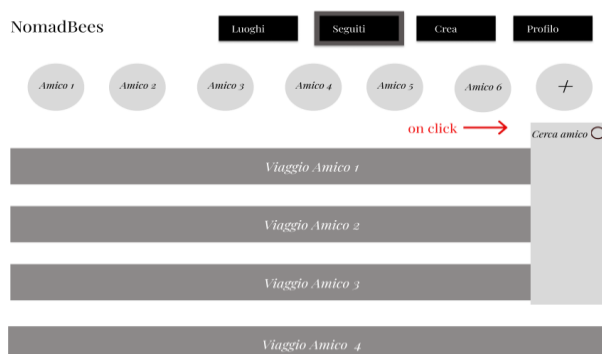 NomadBees
Luoghi
Seguiti
Crea
Profilo
Amico 1
Amico 2
Amico 3
Amico 4
Amico 5
Amico 6
+
on click
Cerca amico
Viaggio Amico 1
Viaggio Amico 2
Viaggio Amico 3
Viaggio Amico 4